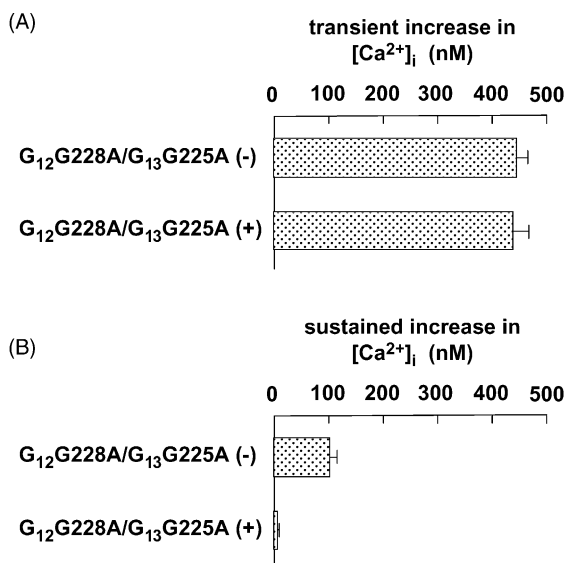 (A)
transient increase in
[Ca²⁺]ᵢ (nM)
0 100 200 300 400 500
G₁₂G228A/G₁₃G225A (-)
G₁₂G228A/G₁₃G225A (+)
(B)
sustained increase in
[Ca²⁺]ᵢ (nM)
0 100 200 300 400 500
G₁₂G228A/G₁₃G225A (-)
G₁₂G228A/G₁₃G225A (+)